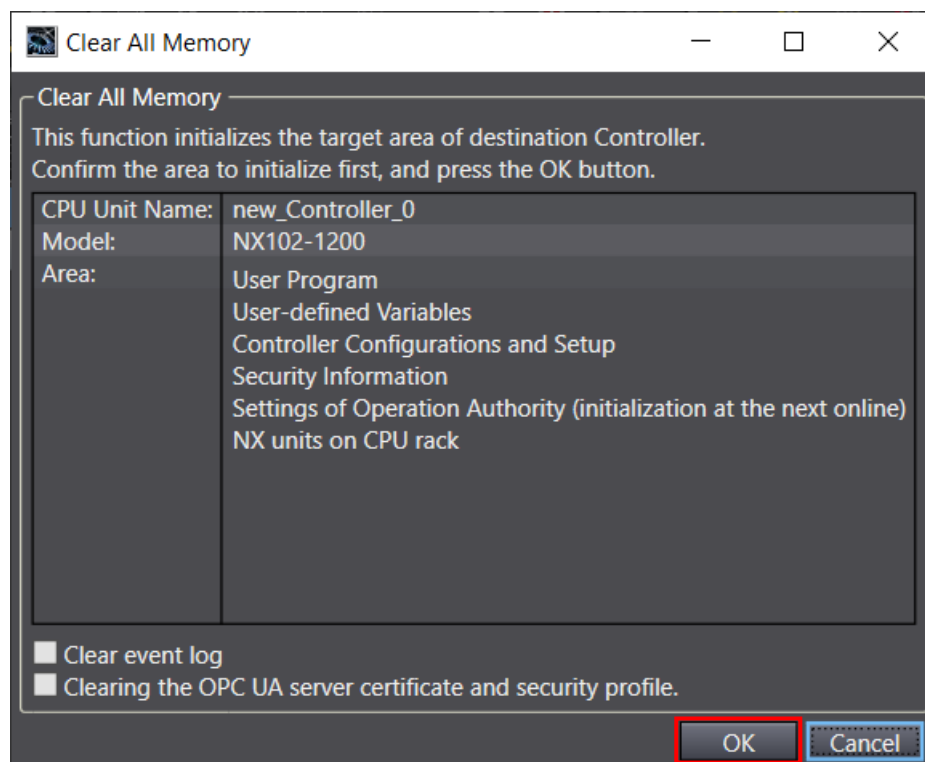 Clear All Memory
Clear All Memory
This function initializes the target area of destination Controller.
Confirm the area to initialize first, and press the OK button.
CPU Unit Name: new_Controller_0
Model: NX102-1200
Area: User Program
User-defined Variables
Controller Configurations and Setup
Security Information
Settings of Operation Authority (initialization at the next online)
NX units on CPU rack
Clear event log
Clearing the OPC UA server certificate and security profile.
OK Cancel